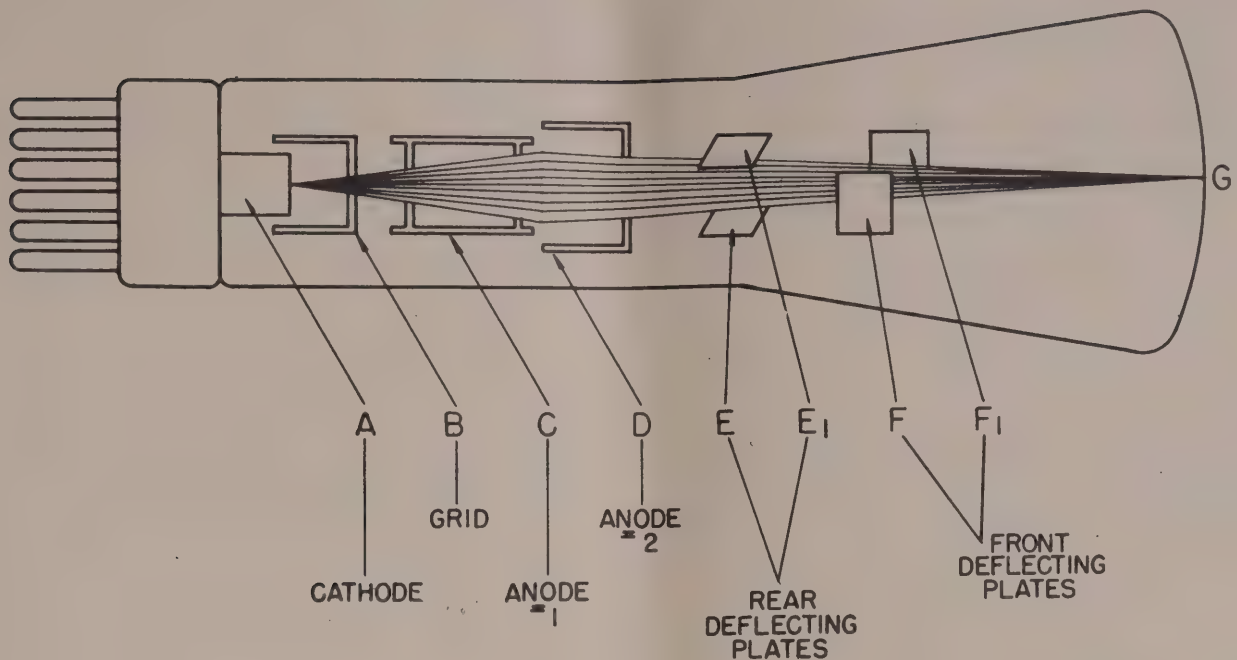 G
A B C D E E1 F F1
GRID
ANODE
2
CATHODE
ANODE
1
REAR
DEFLECTING
PLATES
FRONT
DEFLECTING
PLATES